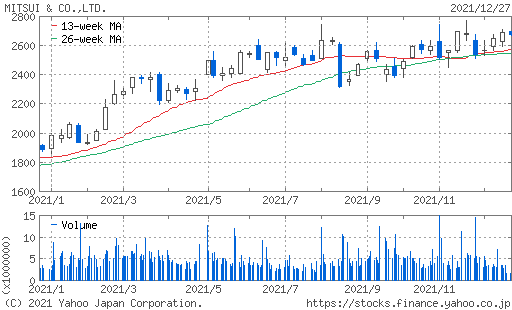 MITSUI & CO.,LTD. 2021/12/27
2800
13-week MA
26-week MA
2600
2400
2200
2000
1800
1600
2021/1 2021/3 2021/5 2021/7 2021/9 2021/11
15
Volume
10
5
0
(x1000000)
2021/1 2021/3 2021/5 2021/7 2021/9 2021/11
(C) 2021 Yahoo Japan Corporation. https://stocks.finance.yahoo.co.jp/